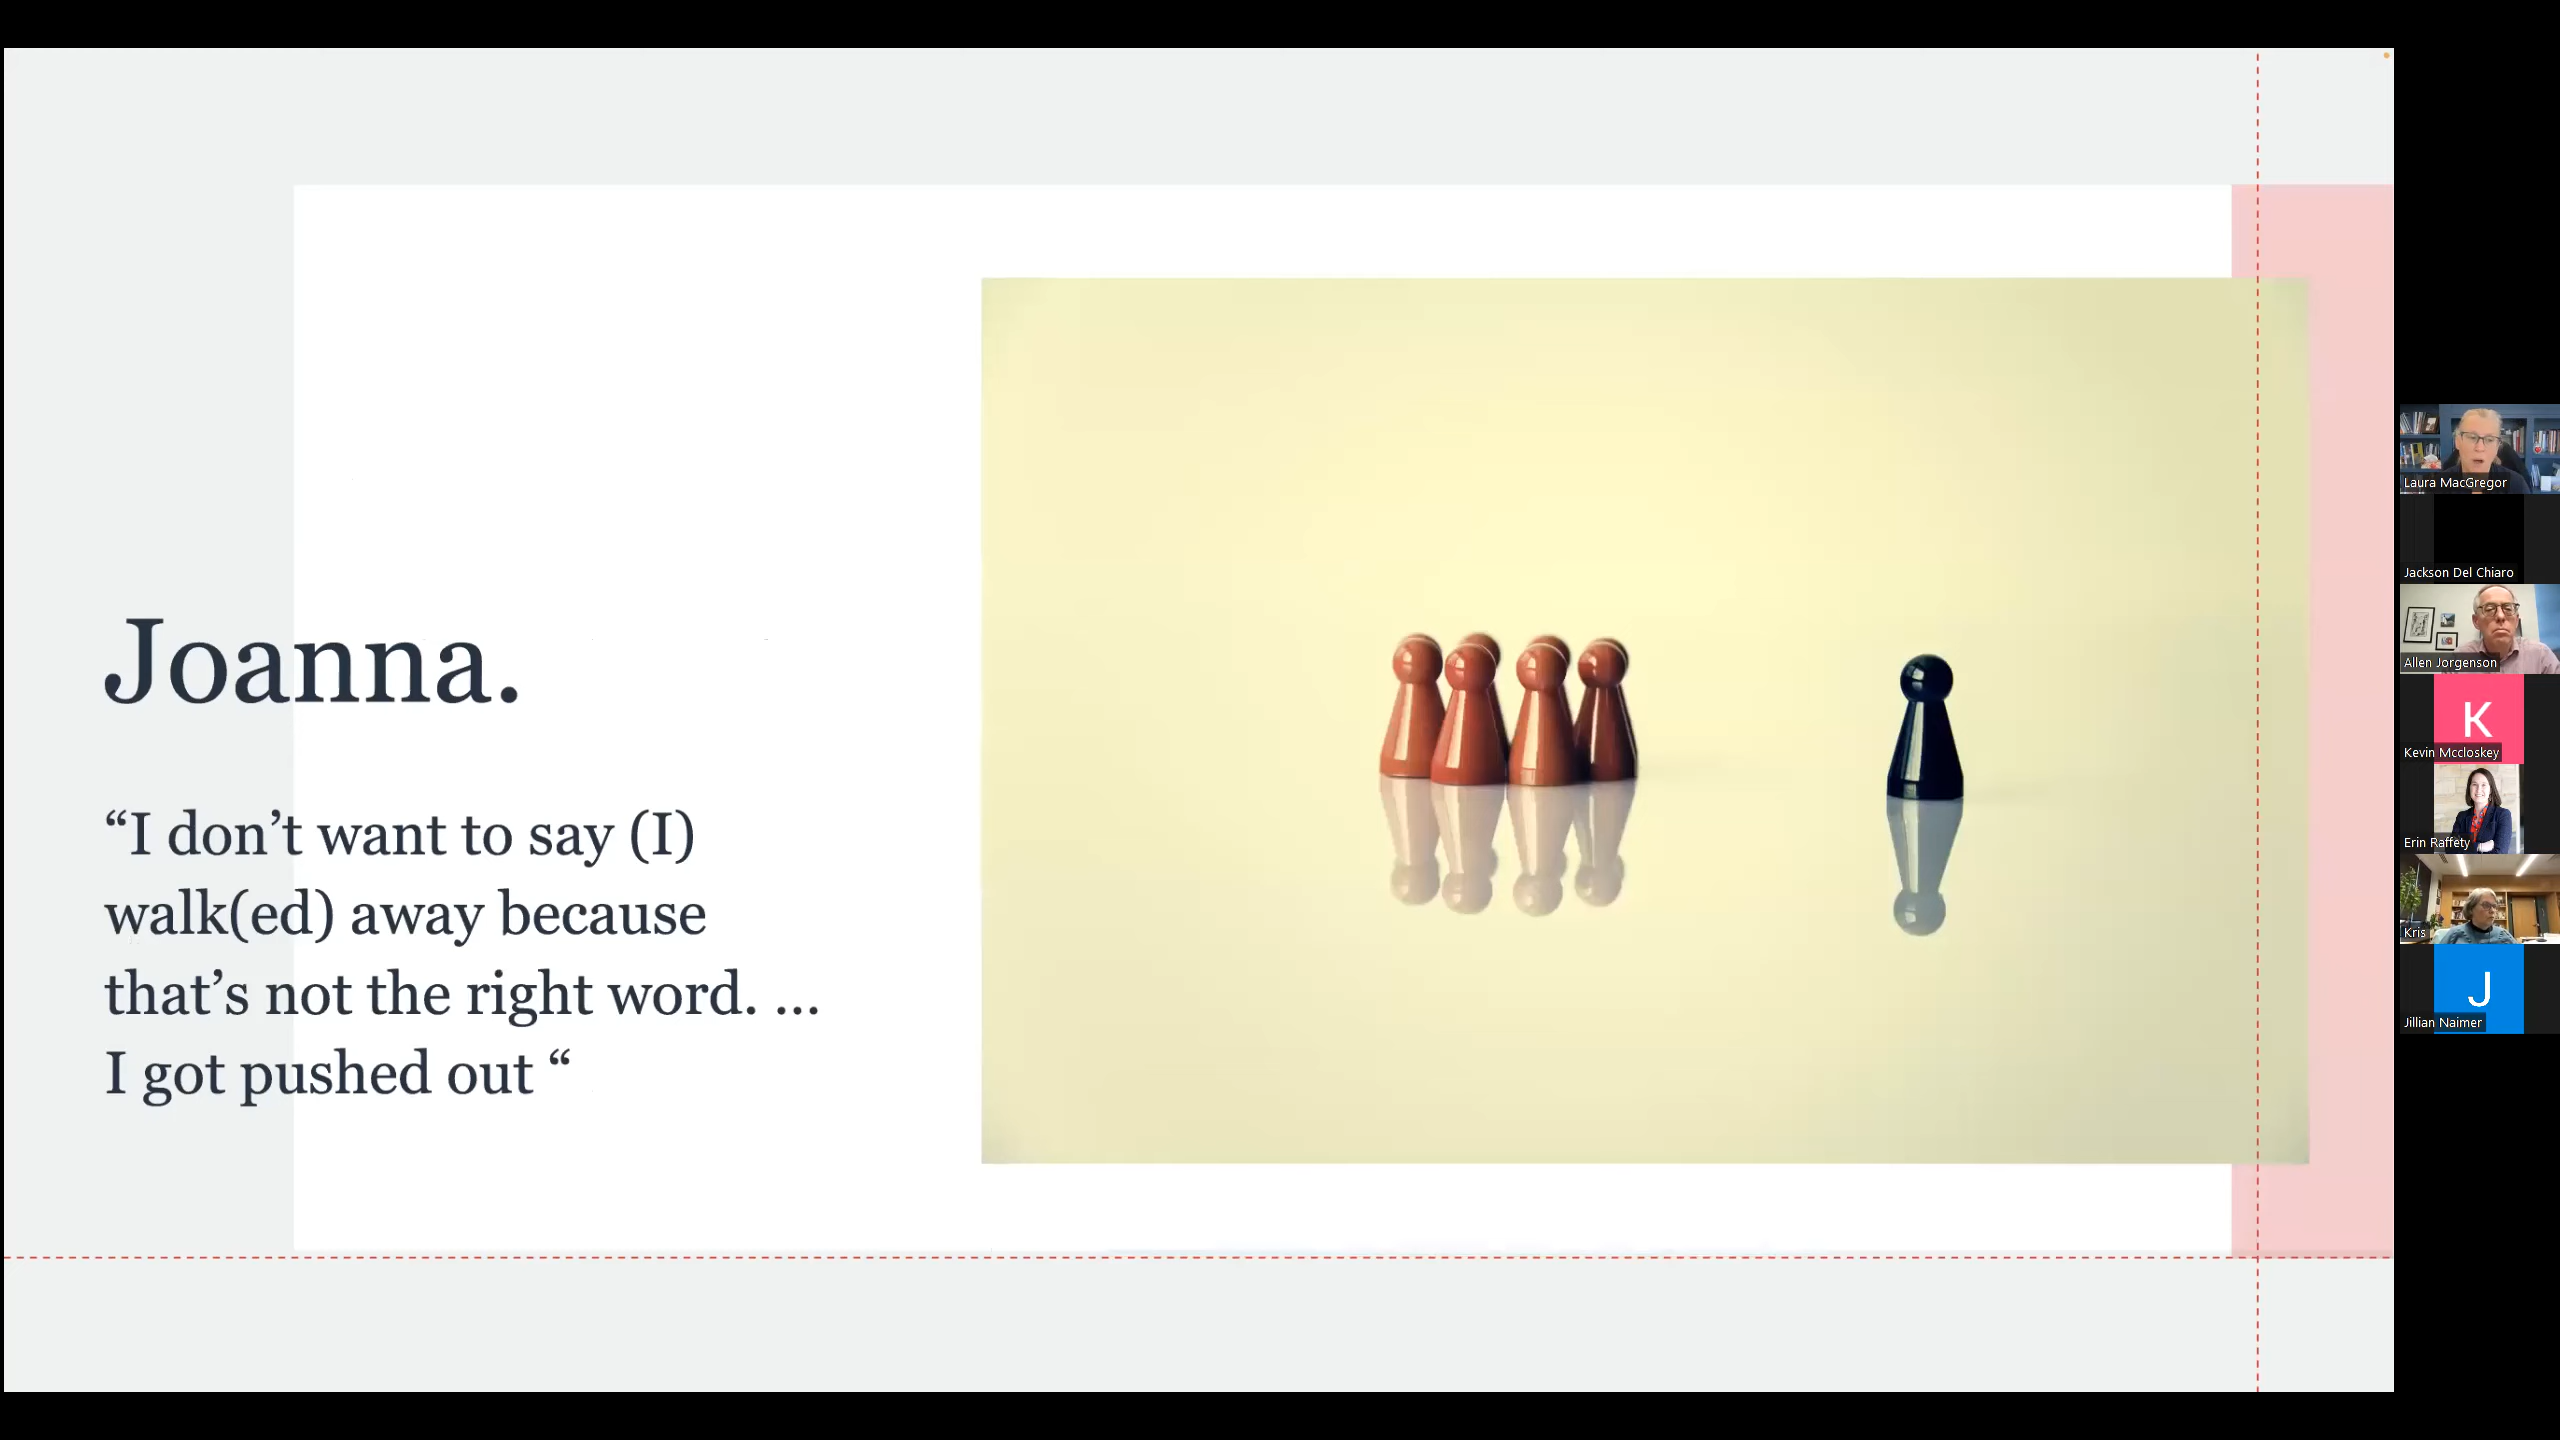 Joanna.
“I don’t want to say (I)
walk(ed) away because
that’s not the right word. ...
I got pushed out “
Laura MacGregor
Jackson Del Chiaro
Allen Jorgenson
K
Kevin Mccloskey
Erin Raffety
Kris
J
Jillian Naimer